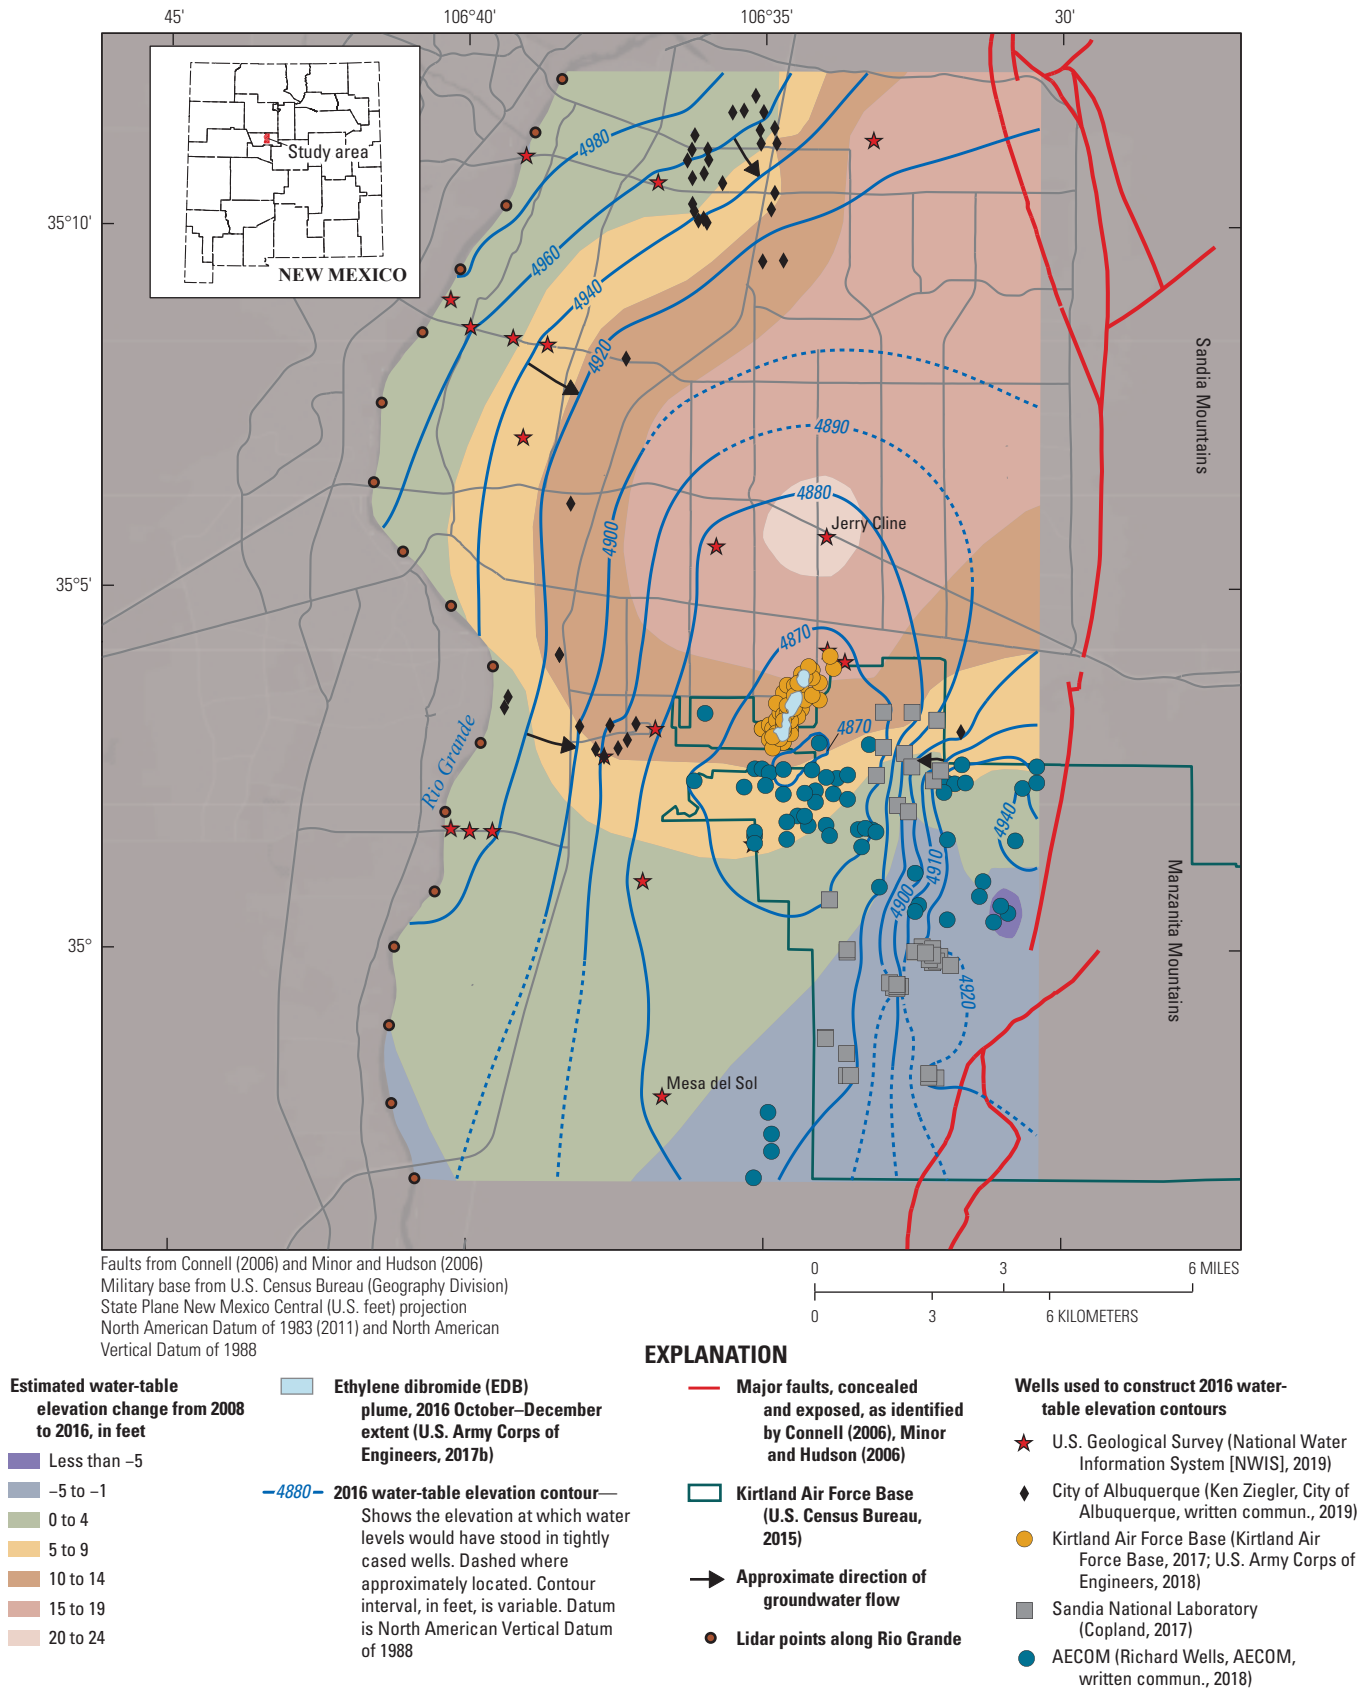 45'
106°40'
106°35'
30'
Study area
NEW MEXICO
35°10'
35°5'
35°
4980
4960
4940
4920
4900
4890
4880
Jerry Cline
4870
4870
Rio Grande
4940
4910
4900
4920
Mesa del Sol
Sandia Mountains
Manzanita Mountains
Faults from Connell (2006) and Minor and Hudson (2006)
Military base from U.S. Census Bureau (Geography Division)
State Plane New Mexico Central (U.S. feet) projection
North American Datum of 1983 (2011) and North American
Vertical Datum of 1988
0 3 6 MILES
0 3 6 KILOMETERS
EXPLANATION
Estimated water-table
elevation change from 2008
to 2016, in feet
Less than −5
−5 to −1
0 to 4
5 to 9
10 to 14
15 to 19
20 to 24
Ethylene dibromide (EDB)
plume, 2016 October–December
extent (U.S. Army Corps of
Engineers, 2017b)
4880
2016 water-table elevation contour—
Shows the elevation at which water
levels would have stood in tightly
cased wells. Dashed where
approximately located. Contour
interval, in feet, is variable. Datum
is North American Vertical Datum
of 1988
Major faults, concealed
and exposed, as identified
by Connell (2006), Minor
and Hudson (2006)
Kirtland Air Force Base
(U.S. Census Bureau,
2015)
Approximate direction of
groundwater flow
Lidar points along Rio Grande
Wells used to construct 2016 water-
table elevation contours
U.S. Geological Survey (National Water
Information System [NWIS], 2019)
City of Albuquerque (Ken Ziegler, City of
Albuquerque, written commun., 2019)
Kirtland Air Force Base (Kirtland Air
Force Base, 2017; U.S. Army Corps of
Engineers, 2018)
Sandia National Laboratory
(Copland, 2017)
AECOM (Richard Wells, AECOM,
written commun., 2018)